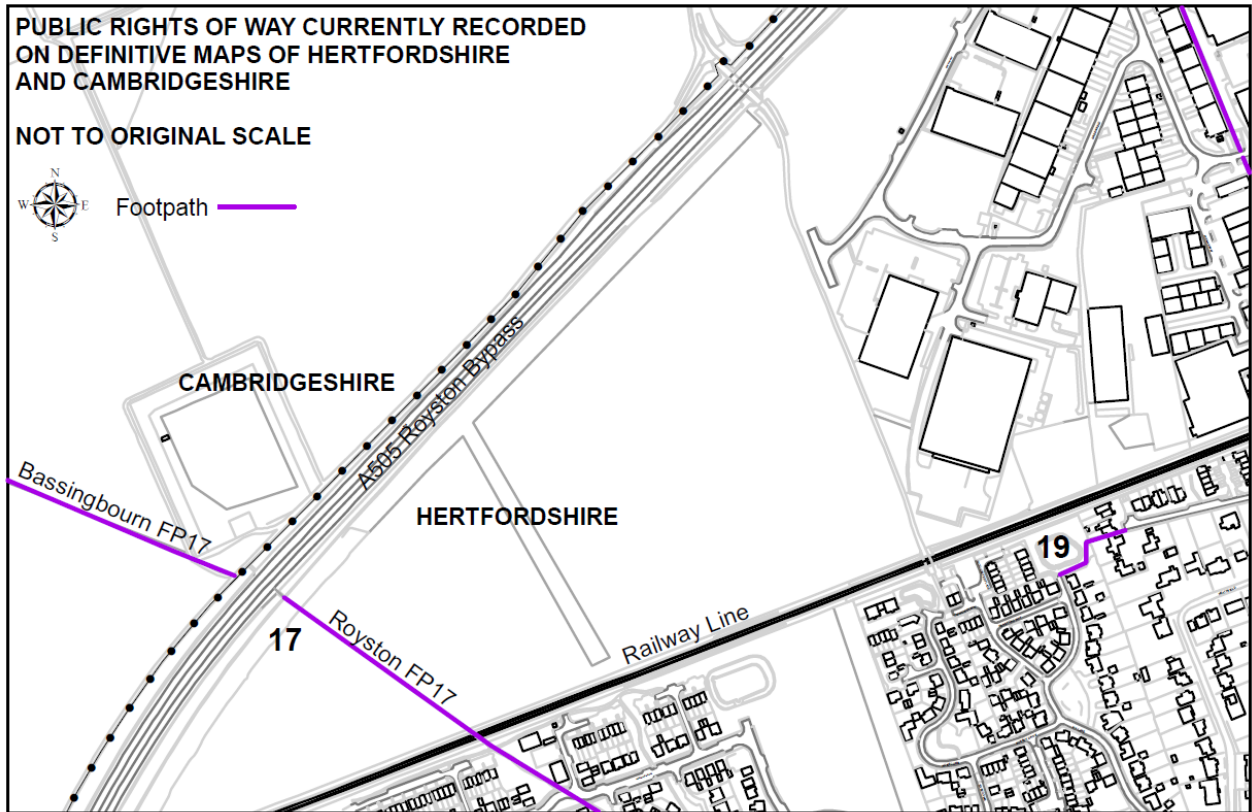 PUBLIC RIGHTS OF WAY CURRENTLY RECORDED
ON DEFINITIVE MAPS OF HERTFORDSHIRE
AND CAMBRIDGESHIRE
NOT TO ORIGINAL SCALE
N
W E
S
Footpath
CAMBRIDGESHIRE
A505 Royston Bypass
Bassingbourn FP17
HERTFORDSHIRE
19
17
Royston FP17
Railway Line